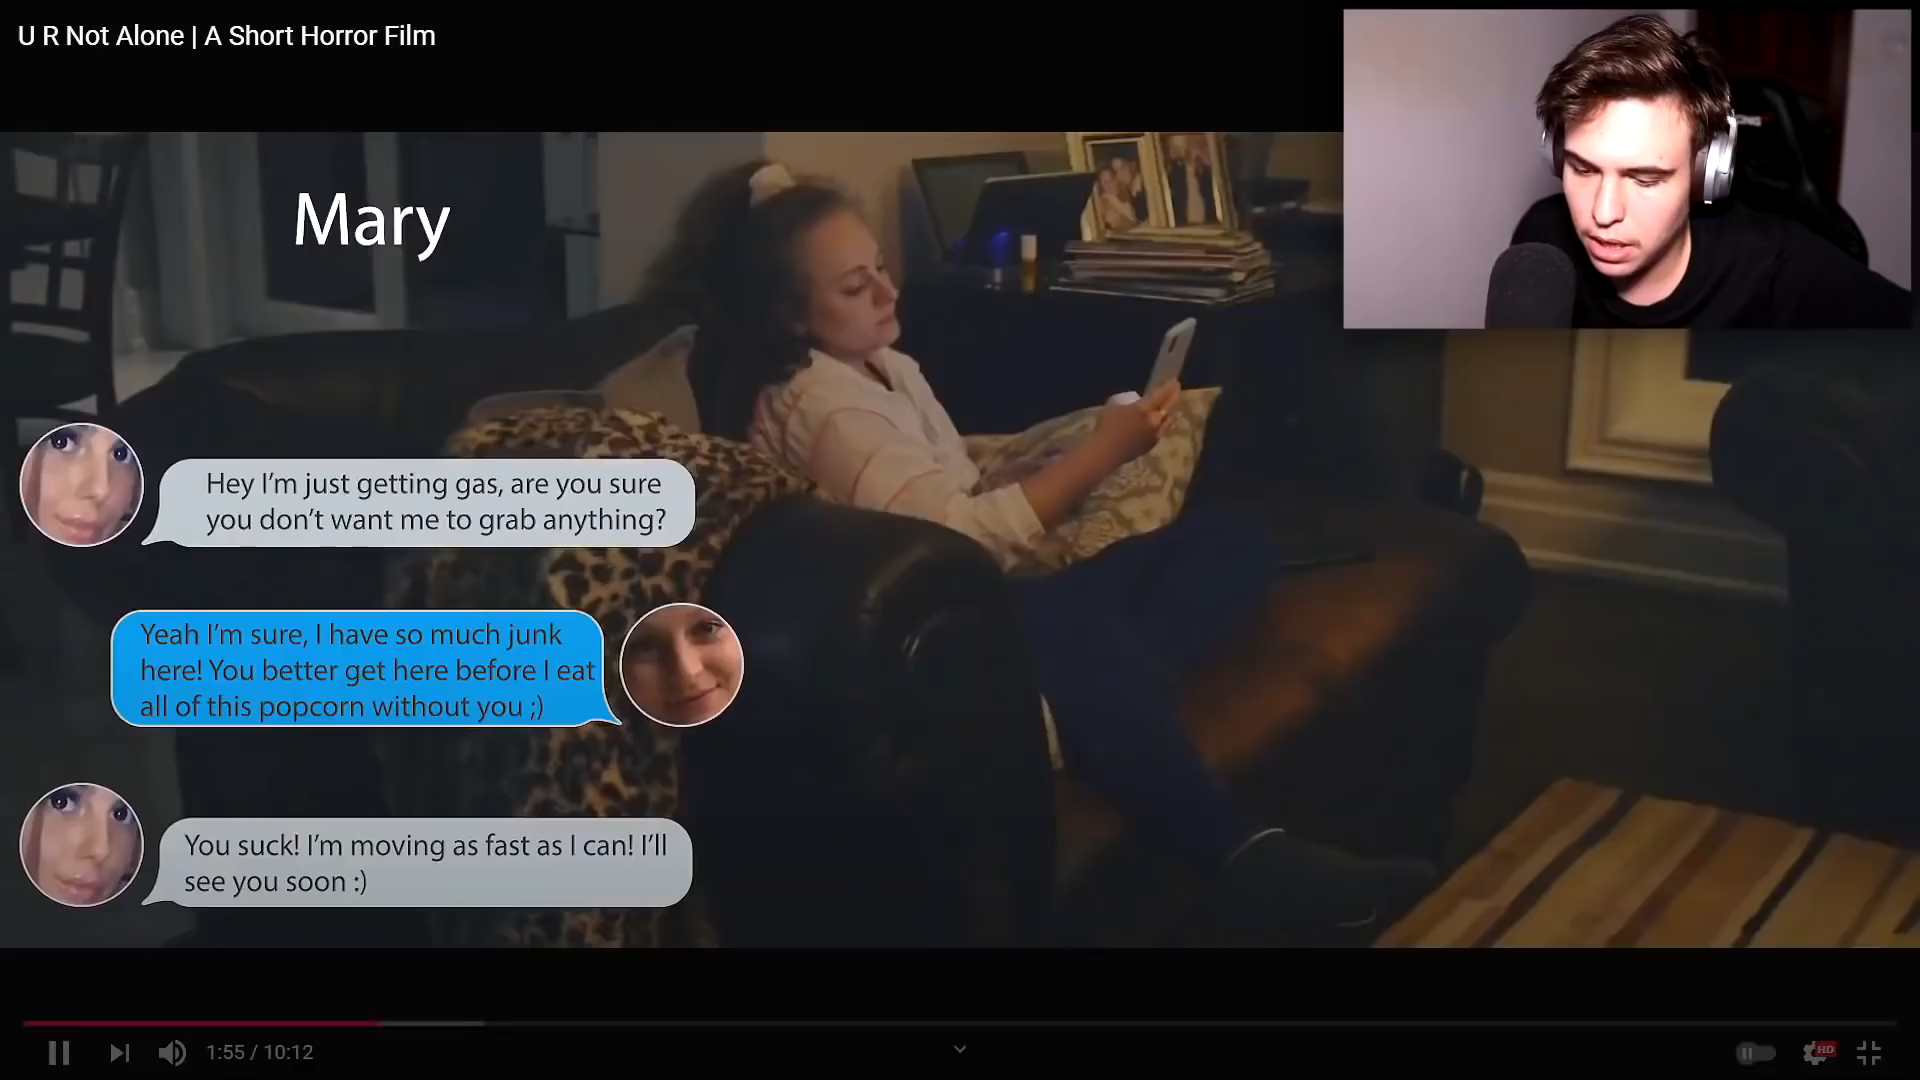 U R Not Alone | A Short Horror Film
Mary
Hey I'm just getting gas, are you sure
you don't want me to grab anything?
Yeah I'm sure, I have so much junk
here! You better get here before I eat
all of this popcorn without you ;)
You suck! I'm moving as fast as I can! I'll
see you soon :)
1:55 / 10:12
HD